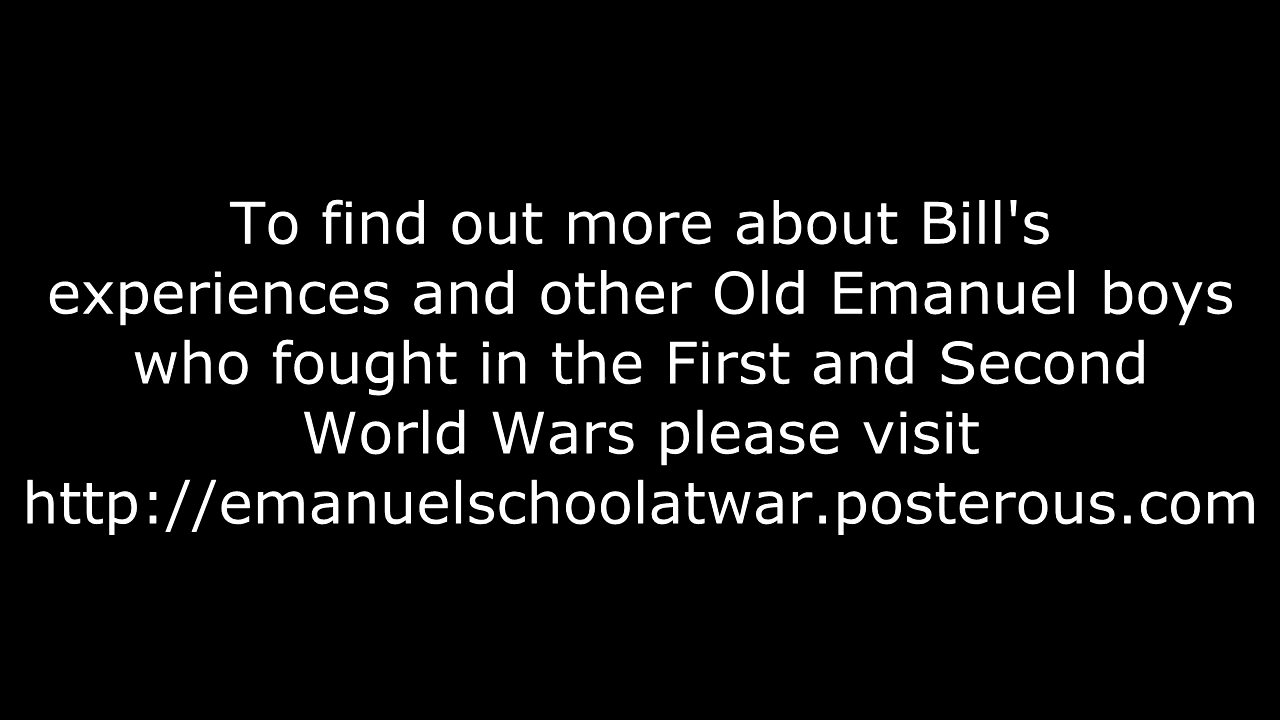 To find out more about Bill's
experiences and other Old Emanuel boys
who fought in the First and Second
World Wars please visit
http://emanuelschoolatwar.posterous.com